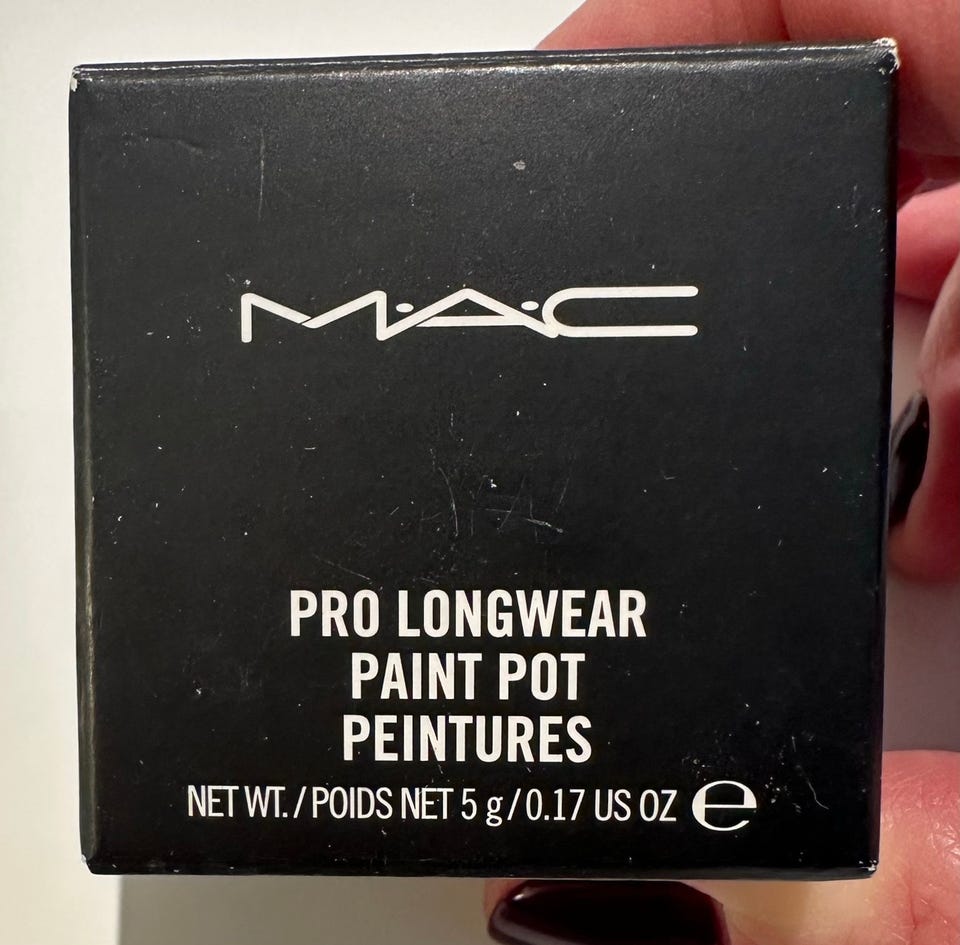 M·A·C
PRO LONGWEAR
PAINT POT
PEINTURES
NET WT./POIDS NET 5 g/0.17 US OZ ℮